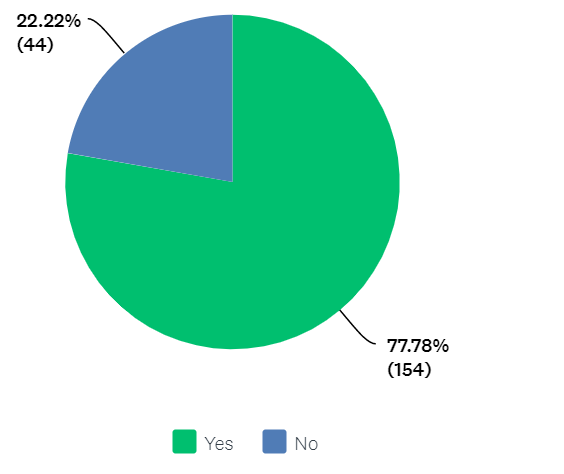 22.22%
(44)
77.78%
(154)
Yes No